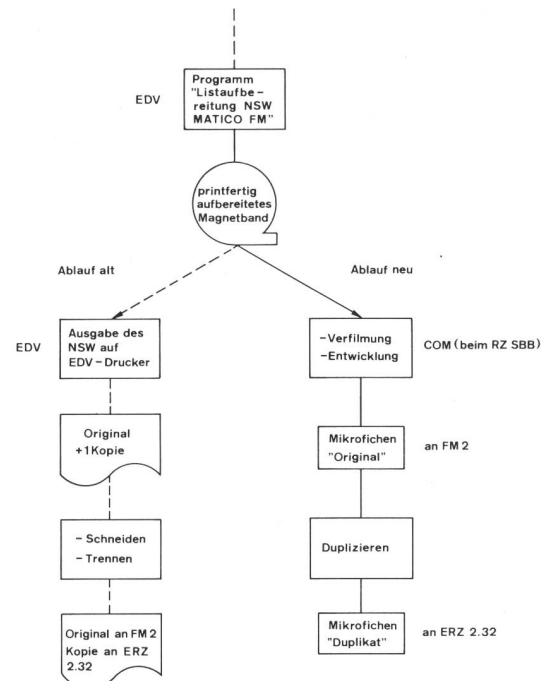 EDV
Programm
"Listaufbe-
reitung NSW
MATICO FM"
printfertig
aufbereitetes
Magnetband
Ablauf alt
Ablauf neu
EDV
Ausgabe des
NSW auf
EDV-Drucker
-Verfilmung
-Entwicklung
COM (beim RZ SBB)
Original
+1Kopie
Mikrofichen
"Original"
an FM 2
- Schneiden
- Trennen
Duplizieren
Original an FM 2
Kopie an ERZ
2.32
Mikrofichen
"Duplikat"
an ERZ 2.32